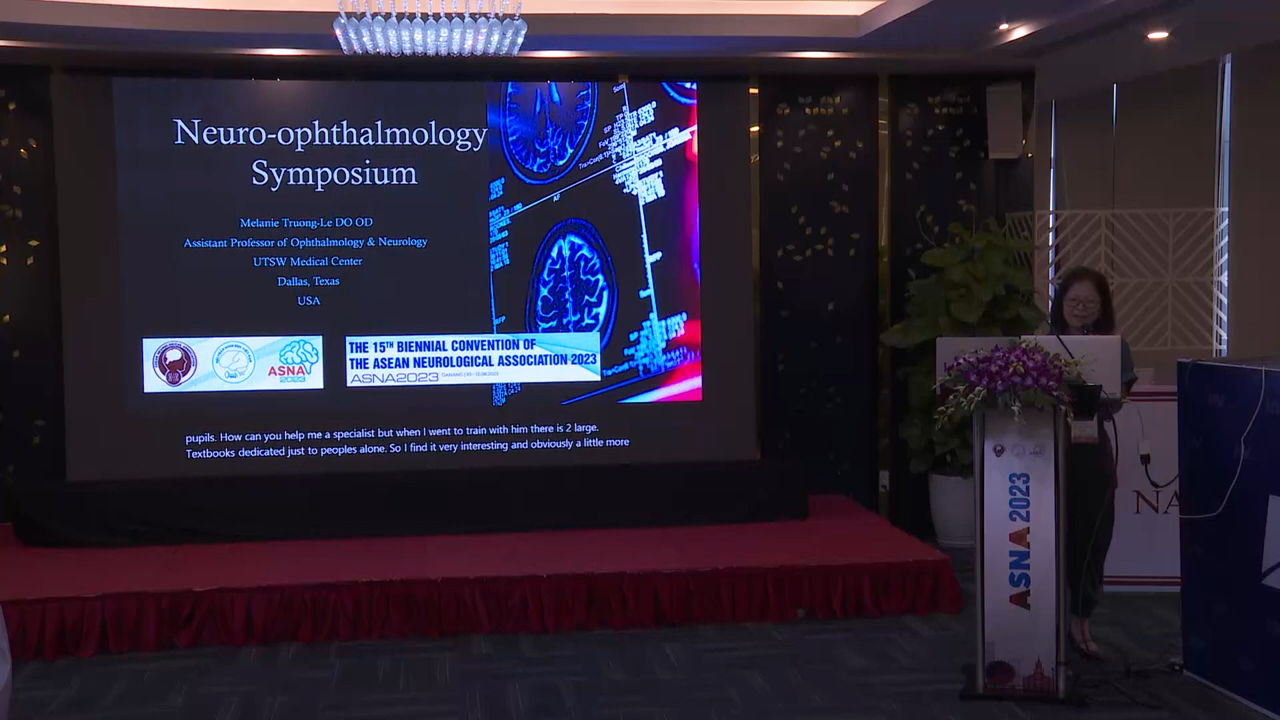 Neuro-ophthalmology
Symposium
Melanie Truong-Le DO OD
Assistant Professor of Ophthalmology & Neurology
UTSW Medical Center
Dallas, Texas
USA
ASNA
THE 15TH BIENNIAL CONVENTION OF
THE ASEAN NEUROLOGICAL ASSOCIATION 2023
ASNA2023
pupils. How can you help me a specialist but when I went to train with him there is 2 large.
Textbooks dedicated just to peoples alone. So I find it very interesting and obviously a little more
ASNA 2023
NA